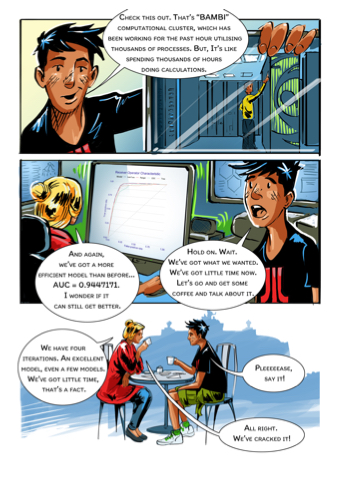 Check this out. That's "BAMBI"
computational cluster, which has
been working for the past hour utilising
thousands of processes. But, It's like
spending thousands of hours
doing calculations.
And again,
we've got a more
efficient model than before...
AUC = 0.9447171.
I wonder if it
can still get better.
Hold on. Wait.
We've got what we wanted.
We've got little time now.
Let's go and get some
coffee and talk about it.
We have four
iterations. An excellent
model, even a few models.
We've got little time,
that's a fact.
Pleeeease,
say it!
All right.
We've cracked it!